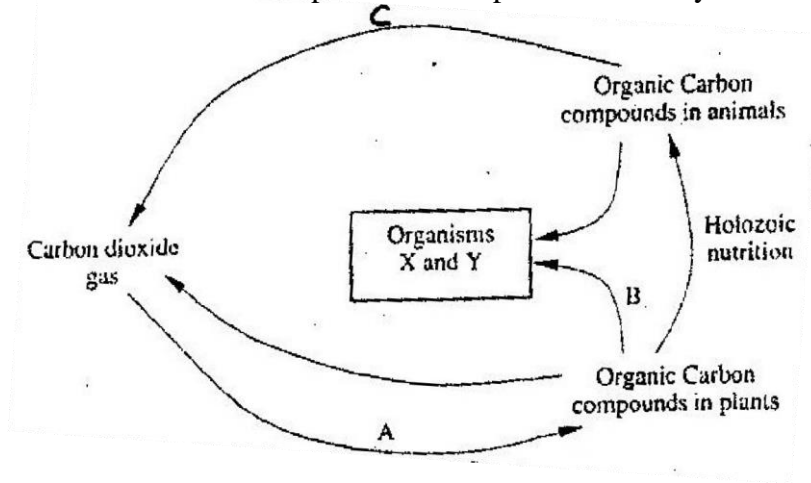 C
Organic Carbon
compounds in animals
Organisms
X and Y
Holozoic
nutrition
Carbon dioxide
gas
B
Organic Carbon
compounds in plants
A